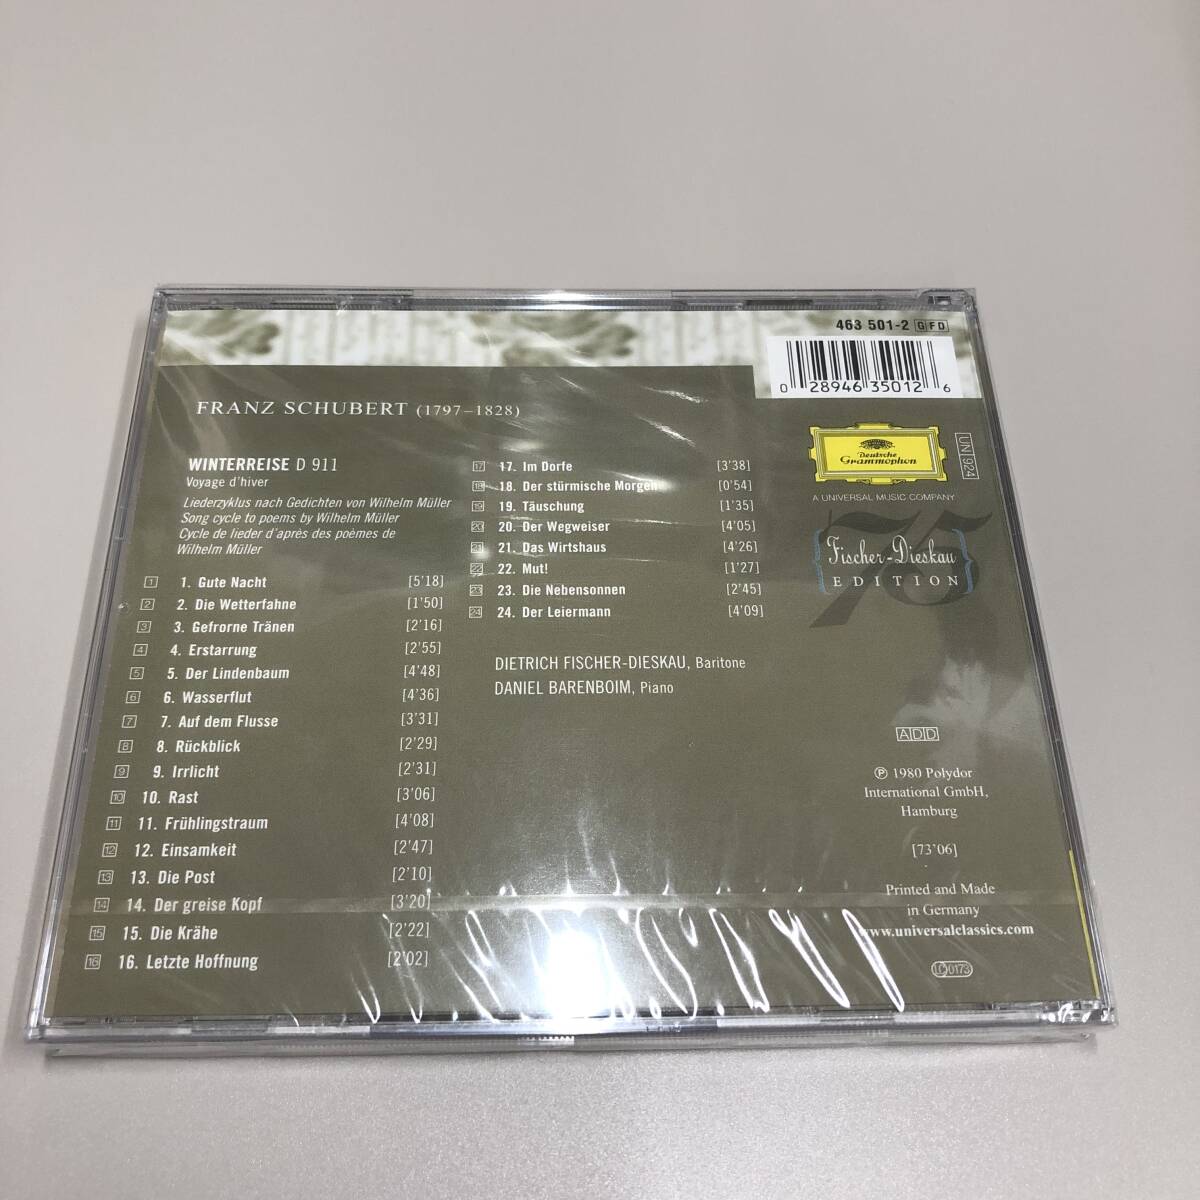 463 501-2 GFD
0 28946 35012 6
FRANZ SCHUBERT (1797–1828)
WINTERREISE D 911
Voyage d'hiver
Liederzyklus nach Gedichten von Wilhelm Müller
Song cycle to poems by Wilhelm Müller
Cycle de lieder d'après des poèmes de
Wilhelm Müller
1 1. Gute Nacht [5'18]
2 2. Die Wetterfahne [1'50]
3 3. Gefrorne Tränen [2'16]
4 4. Erstarrung [2'55]
5 5. Der Lindenbaum [4'48]
6 6. Wasserflut [4'36]
7 7. Auf dem Flusse [3'31]
8 8. Rückblick [2'29]
9 9. Irrlicht [2'31]
10 10. Rast [3'06]
11 11. Frühlingstraum [4'08]
12 12. Einsamkeit [2'47]
13 13. Die Post [2'10]
14 14. Der greise Kopf [3'20]
15 15. Die Krähe [2'22]
16 16. Letzte Hoffnung [2'02]
17 17. Im Dorfe [3'38]
18 18. Der stürmische Morgen [0'54]
19 19. Täuschung [1'35]
20 20. Der Wegweiser [4'05]
21 21. Das Wirtshaus [4'26]
22 22. Mut! [1'27]
23 23. Die Nebensonnen [2'45]
24 24. Der Leiermann [4'09]
DIETRICH FISCHER-DIESKAU, Baritone
DANIEL BARENBOIM, Piano
Deutsche
Grammophon
UN 924
A UNIVERSAL MUSIC COMPANY
75
Fischer-Dieskau
EDITION
ADD
℗ 1980 Polydor
International GmbH,
Hamburg
[73'06]
Printed and Made
in Germany
www.universalclassics.com
LC 0173